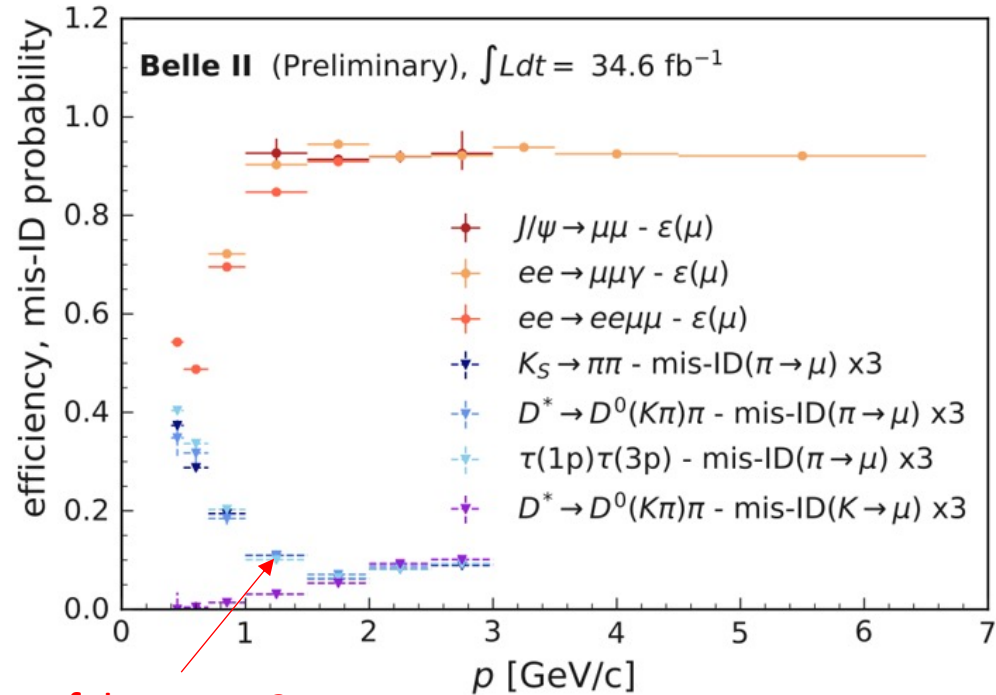 1.2
Belle II (Preliminary), ∫Ldt = 34.6 fb⁻¹
1.0
0.8
0.6
0.4
0.2
0.0
efficiency, mis-ID probability
J/ψ → μμ - ε(μ)
ee → μμγ - ε(μ)
ee → eeμμ - ε(μ)
K_S → ππ - mis-ID(π → μ) x3
D* → D⁰(Kπ)π - mis-ID(π → μ) x3
τ(1p)τ(3p) - mis-ID(π → μ) x3
D* → D⁰(Kπ)π - mis-ID(K → μ) x3
0 1 2 3 4 5 6 7
p [GeV/c]